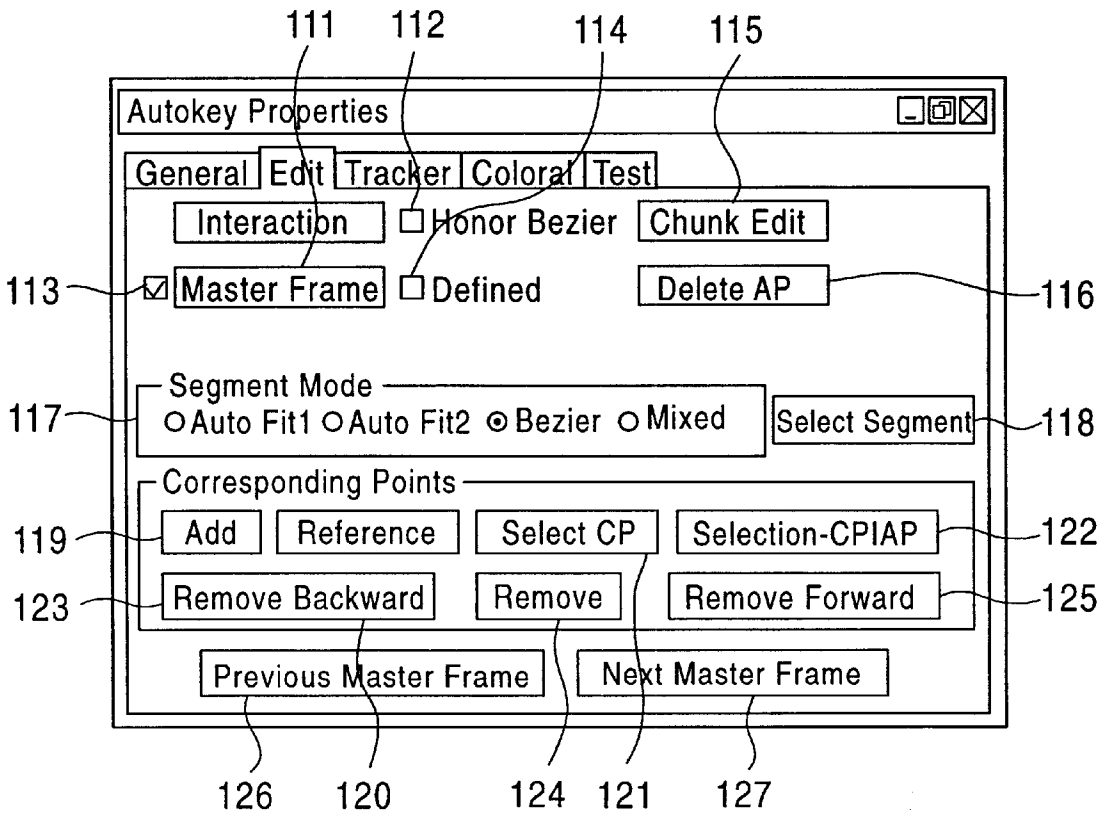 111 112 114 115
Autokey Properties
General Edit Tracker Coloral Test
Interaction Honor Bezier Chunk Edit
113 Master Frame Defined Delete AP 116
Segment Mode
117 Auto Fit1 Auto Fit2 Bezier Mixed Select Segment 118
Corresponding Points
119 Add Reference Select CP Selection-CPIAP 122
123 Remove Backward Remove Remove Forward 125
Previous Master Frame Next Master Frame
126 120 124 121 127